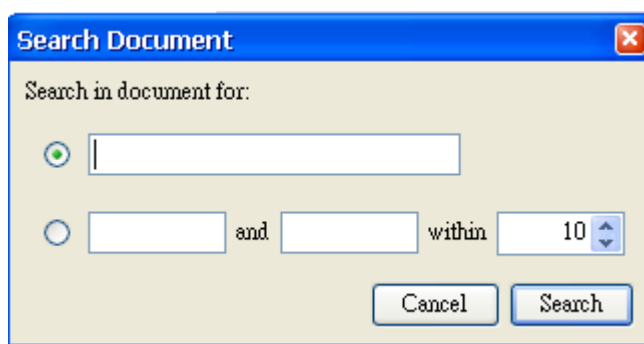 Search Document
Search in document for:
and within 10
Cancel Search